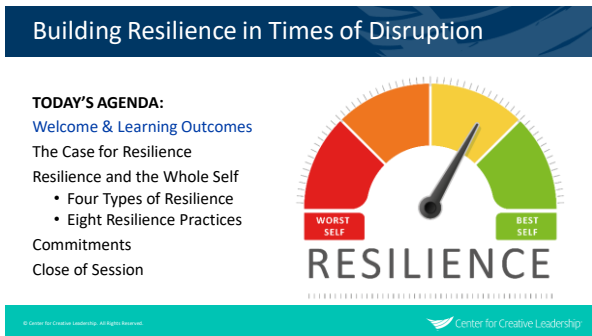 Building Resilience in Times of Disruption
TODAY'S AGENDA:
Welcome & Learning Outcomes
The Case for Resilience
Resilience and the Whole Self
• Four Types of Resilience
• Eight Resilience Practices
Commitments
Close of Session
WORST
SELF
BEST
SELF
RESILIENCE
© Center for Creative Leadership. All Rights Reserved.
Center for Creative Leadership